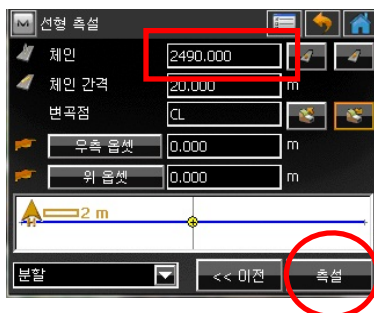 선형 측설
체인 2490.000
체인 간격 20.000 m
변곡점 CL
우측 옵셋 0.000 m
위 옵셋 0.000 m
2 m
분할 << 이전 측설